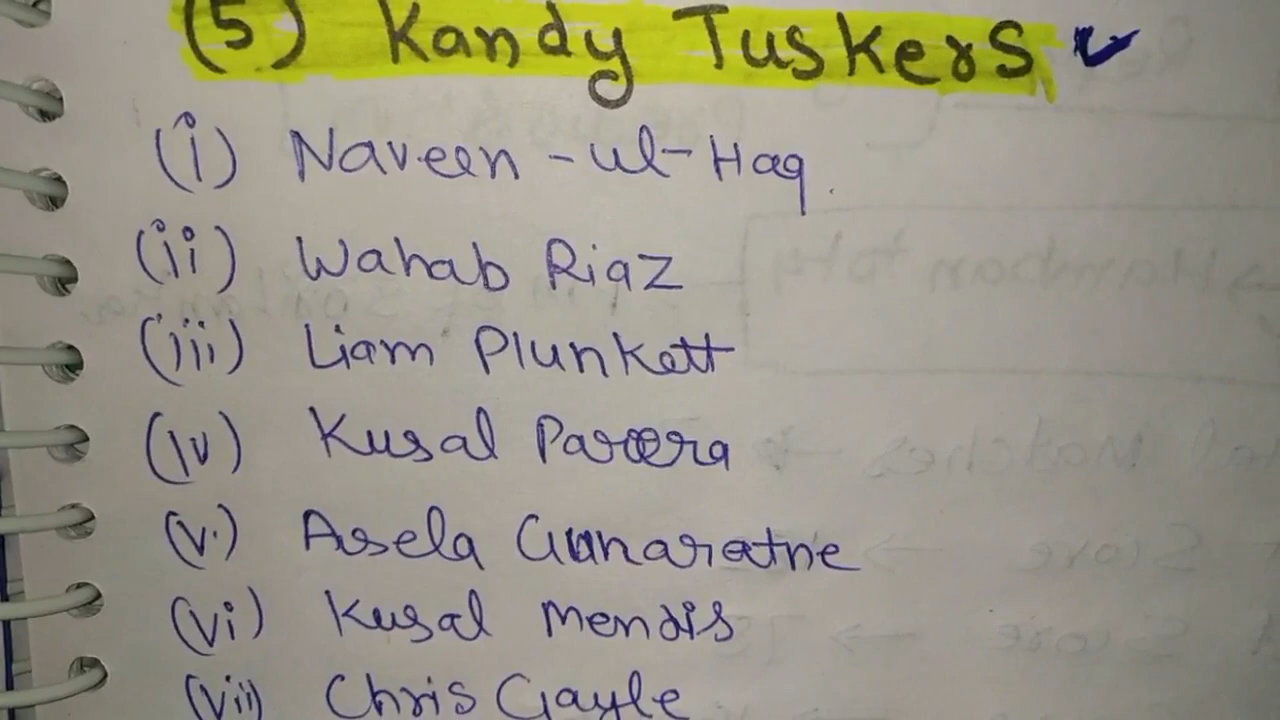 (5) Kandy Tuskers
(i) Naveen-ul-Haq
(ii) Wahab Riaz
(iii) Liam Plunkett
(iv) Kusal Parera
(v.) Asela Gunaratne
(vi) Kusal Mendis
(vii) Chris Gayle